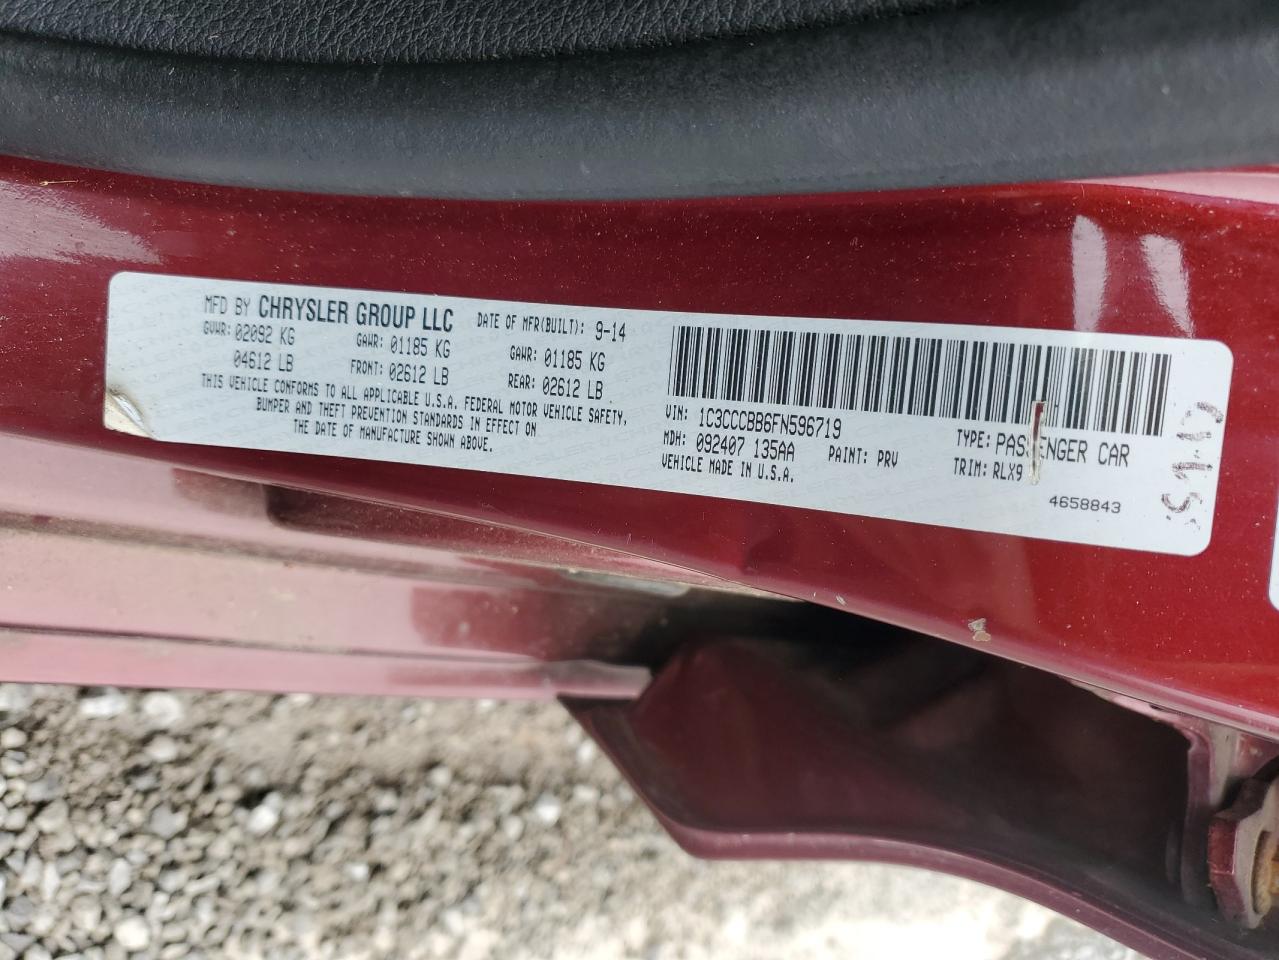 MFD BY CHRYSLER GROUP LLC DATE OF MFR(BUILT): 9-14
GVWR: 02092 KG GAWR: 01185 KG GAWR: 01185 KG
04612 LB FRONT: 02612 LB REAR: 02612 LB
THIS VEHICLE CONFORMS TO ALL APPLICABLE U.S.A. FEDERAL MOTOR VEHICLE SAFETY,
BUMPER AND THEFT PREVENTION STANDARDS IN EFFECT ON
THE DATE OF MANUFACTURE SHOWN ABOVE.
VIN: 1C3CCCBB6FN596719 TYPE: PASSENGER CAR
MDH: 092407 135AA PAINT: PRV TRIM: RLX9
VEHICLE MADE IN U.S.A.
4658843